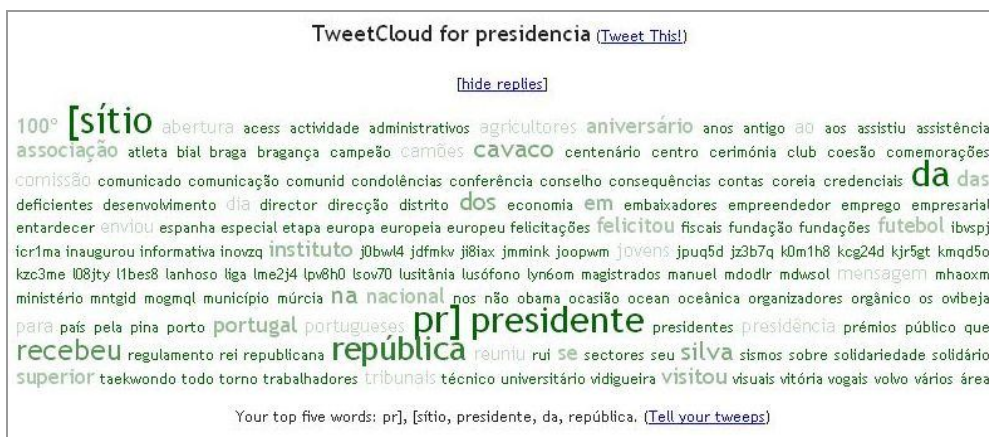 TweetCloud for presidencia (Tweet This!)
[hide replies]
100° [sítio abertura acess actividade administrativos agricultores aniversário anos antigo ao aos assistiu assistência
associação atleta bial braga bragança campeão camões cavaco centenário centro cerimónia club coesão comemorações
comissão comunicado comunicação comunid condolências conferência conselho consequências contas coreia credenciais da das
deficientes desenvolvimento dia director direcção distrito dos economia em embaixadores empreendedor emprego empresarial
entardecer enviou espanha especial etapa europa europeia europeu felicitações felicitou fiscais fundação fundações futebol ibvspj
icr1ma inaugurou informativa inovzq instituto j0bwl4 jdfmkv ji8iax jmmink joopwm jovens jpuq5d jz3b7q k0m1h8 kcg24d kjr5gt kmqd5o
kzc3me l08jty l1bes8 lanhoso liga lme2j4 lpv8h0 lsov70 lusitânia lusófono lyn6om magistrados manuel mdodlr mdwsol mensagem mhaoxm
ministério mntgid mogmql município múrcia na nacional nos não obama ocasião ocean oceânica organizadores orgânico os ovibeja
para país pela pina porto portugal portugueses pr] presidente presidentes presidência prémios público que
recebeu regulamento rei republicana república reuniu rui se sectores seu silva sismos sobre solidariedade solidário
superior taekwondo todo torno trabalhadores tribunais técnico universitário vidigueira visitou visuais vitória vogais volvo vários área
Your top five words: pr], [sítio, presidente, da, república. (Tell your tweeps)